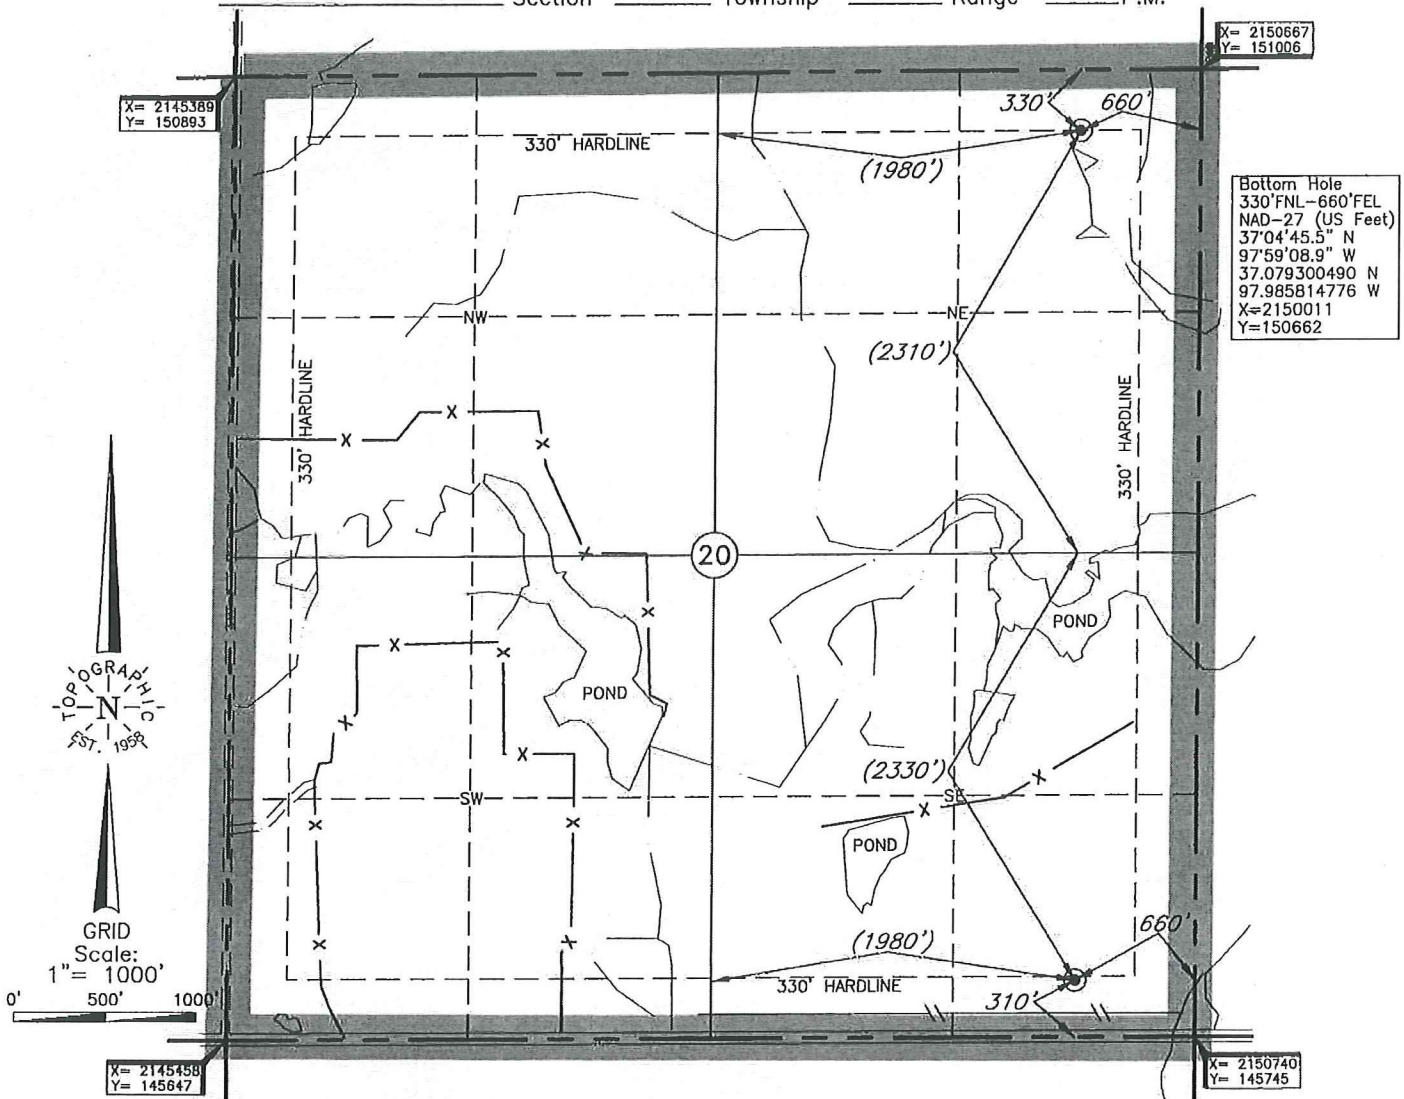 Section Township Range P.M.
X= 2150667
Y= 151006
X= 2145389
Y= 150893
330'
660'
330' HARDLINE
(1980')
Bottom Hole
330'FNL-660'FEL
NAD-27 (US Feet)
37°04'45.5" N
97°59'08.9" W
37.079300490 N
97.985814776 W
X=2150011
Y=150662
NW
NE
(2310')
330' HARDLINE
330' HARDLINE
X
X
X
X
20
X
POND
X
X
POND
TOPOGRAPHIC
N
EST. 1958
X
X
(2330')
X
SW
SE
X
X
X
POND
GRID
Scale:
1"= 1000'
0' 500' 1000'
X
X
(1980')
660'
330' HARDLINE
310'
X= 2145458
Y= 145647
X= 2150740
Y= 145745